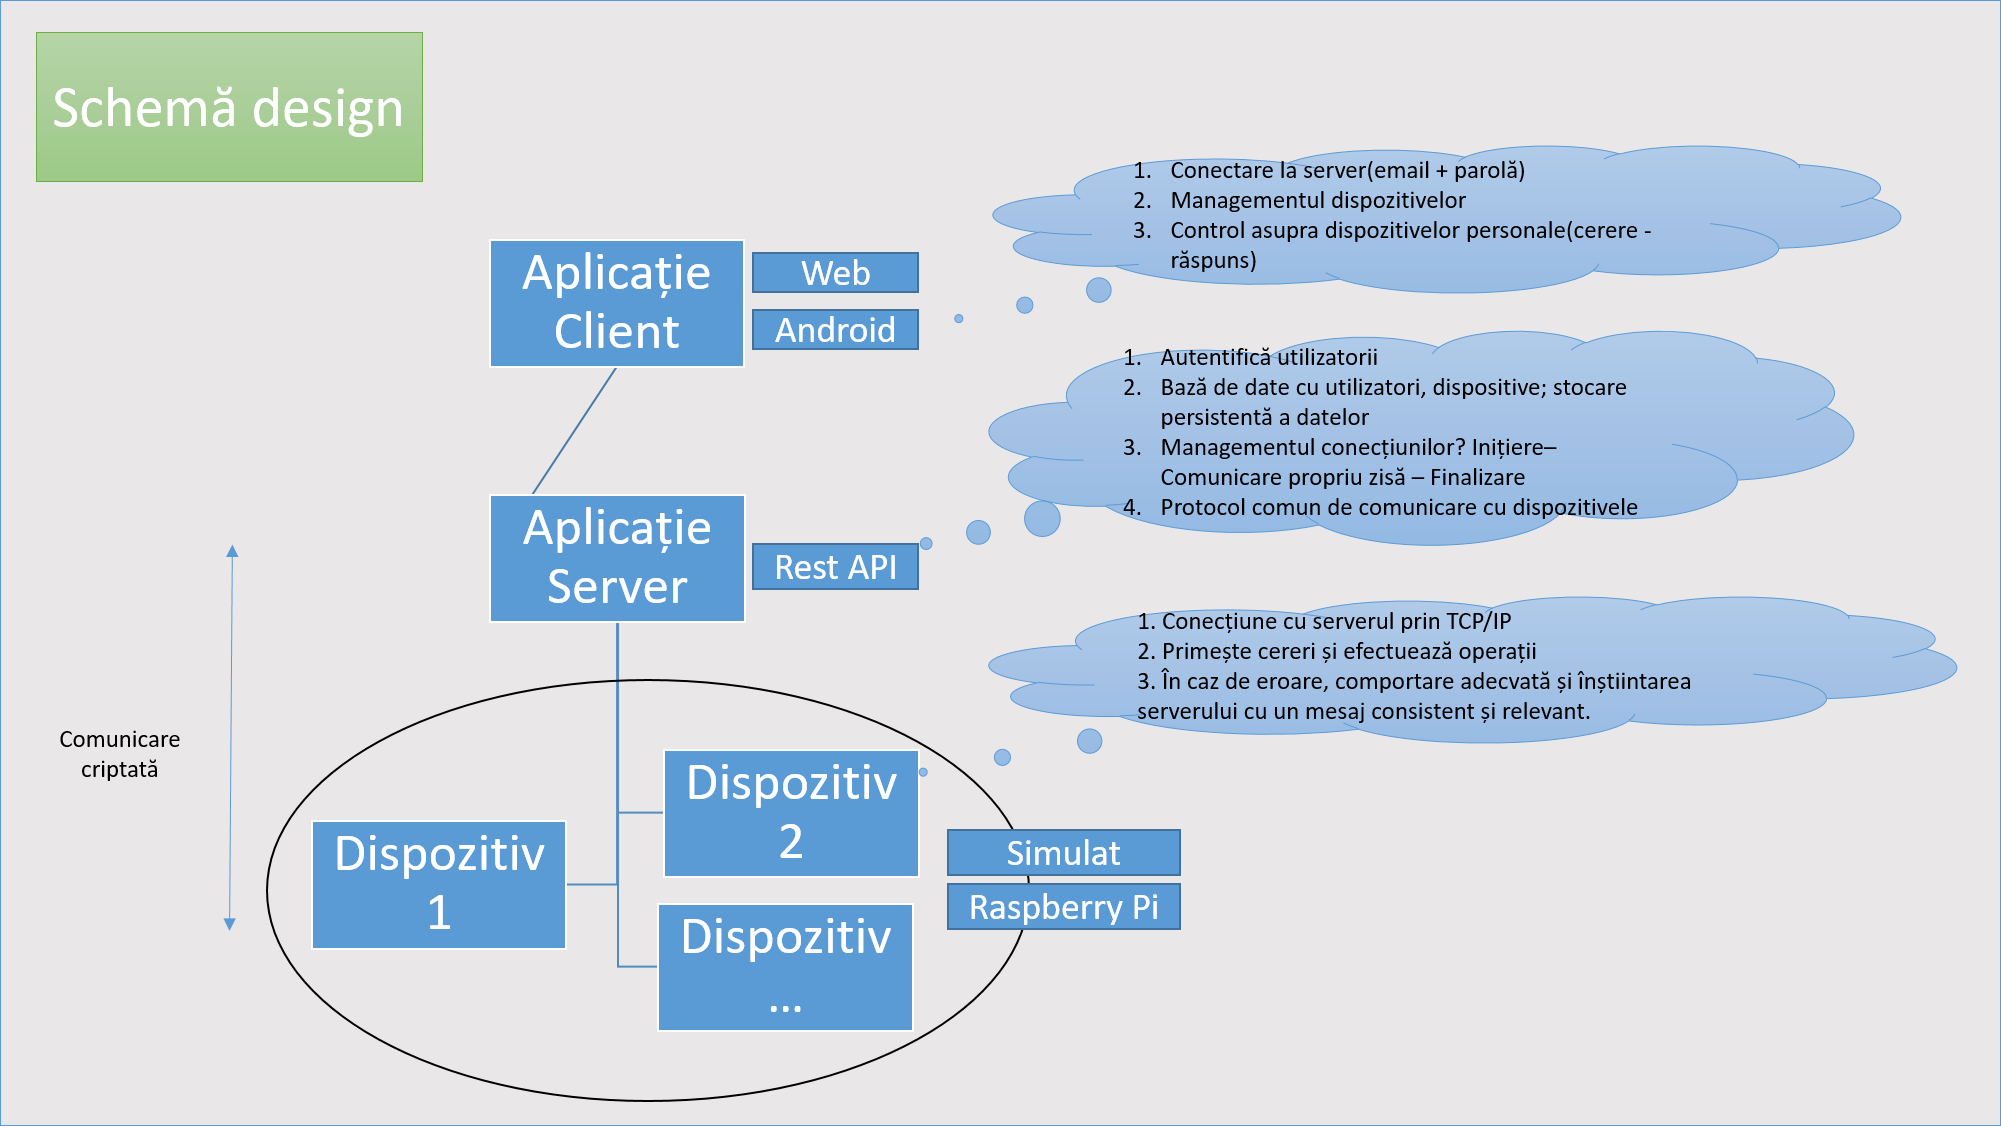 Schemă design
1. Conectare la server(email + parolă)
2. Managementul dispozitivelor
3. Control asupra dispozitivelor personale(cerere -
răspuns)
Aplicație
Client
Web
Android
1. Autentifică utilizatorii
2. Bază de date cu utilizatori, dispositive; stocare
persistentă a datelor
3. Managementul conecțiunilor? Inițiere–
Comunicare propriu zisă – Finalizare
4. Protocol comun de comunicare cu dispozitivele
Aplicație
Server
Rest API
1. Conecțiune cu serverul prin TCP/IP
2. Primește cereri și efectuează operații
3. În caz de eroare, comportare adecvată și înștiintarea
serverului cu un mesaj consistent și relevant.
Comunicare
criptată
Dispozitiv
2
Dispozitiv
1
Simulat
Raspberry Pi
Dispozitiv
...